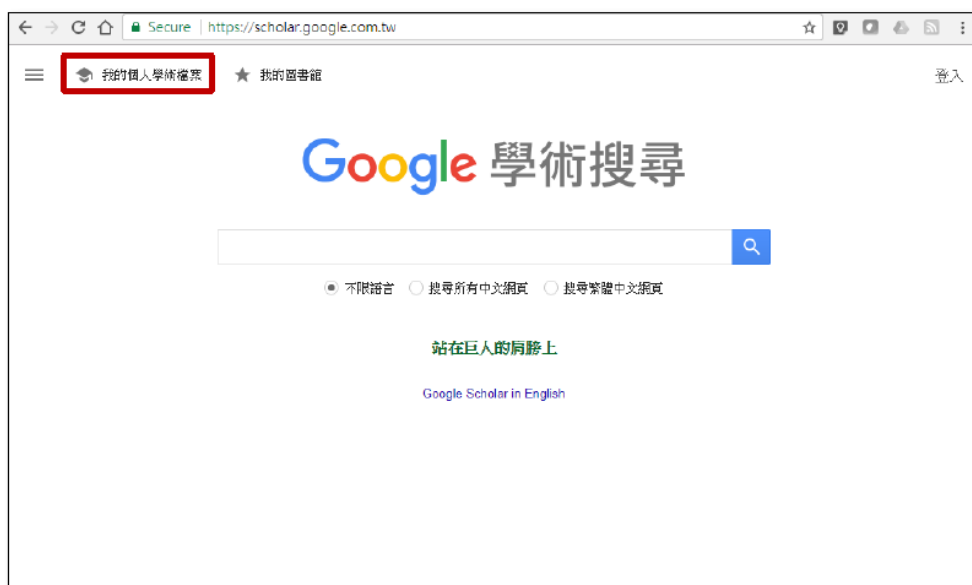 Secure | https://scholar.google.com.tw
我的個人學術檔案 我的圖書館 登入
Google 學術搜尋
不限語言 搜尋所有中文網頁 搜尋繁體中文網頁
站在巨人的肩膀上
Google Scholar in English